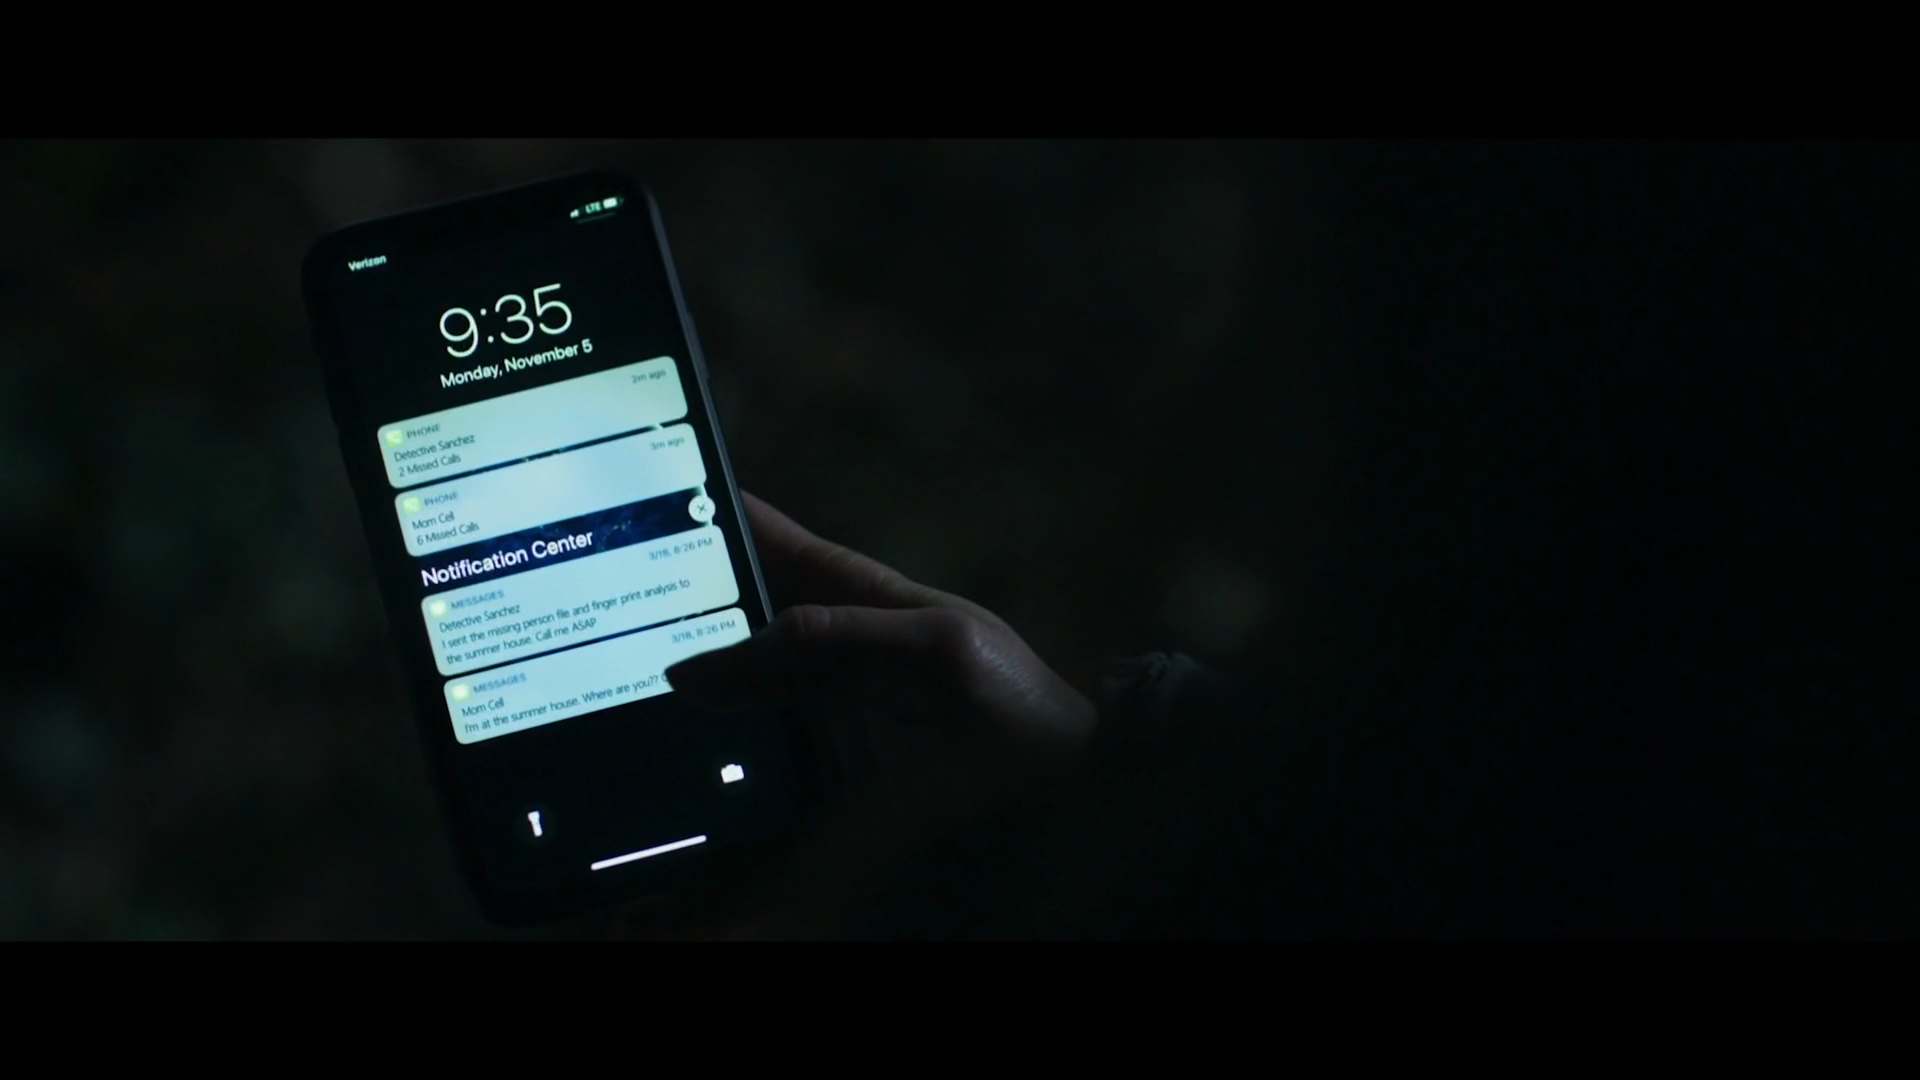 LTE
Verizon
9:35
Monday, November 5
2m ago
PHONE
Detective Sanchez
2 Missed Calls
3m ago
PHONE
Mom Cell
6 Missed Calls
Notification Center
3/18, 8:26 PM
MESSAGES
Detective Sanchez
I sent the missing person file and finger print analysis to
the summer house. Call me ASAP
3/18, 8:26 PM
MESSAGES
Mom Cell
I'm at the summer house. Where are you??